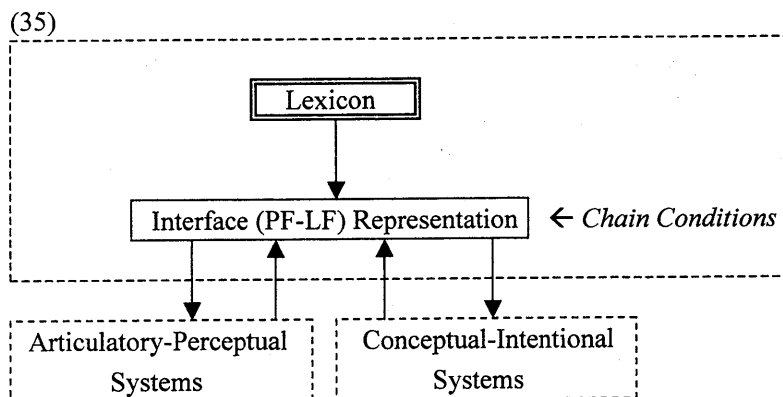 (35)
Lexicon
Interface (PF-LF) Representation ← Chain Conditions
Articulatory-Perceptual
Systems
Conceptual-Intentional
Systems